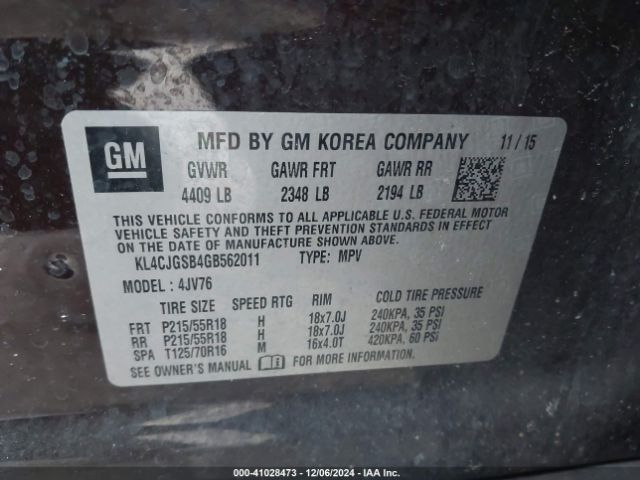 GM
MFD BY GM KOREA COMPANY 11/15
GVWR GAWR FRT GAWR RR
4409 LB 2348 LB 2194 LB
THIS VEHICLE CONFORMS TO ALL APPLICABLE U.S. FEDERAL MOTOR
VEHICLE SAFETY AND THEFT PREVENTION STANDARDS IN EFFECT
ON THE DATE OF MANUFACTURE SHOWN ABOVE.
KL4CJGSB4GB562011 TYPE: MPV
MODEL: 4JV76
TIRE SIZE SPEED RTG RIM COLD TIRE PRESSURE
FRT P215/55R18 H 18x7.0J 240KPA, 35 PSI
RR P215/55R18 H 18x7.0J 240KPA, 35 PSI
SPA T125/70R16 M 16x4.0T 420KPA, 60 PSI
SEE OWNER'S MANUAL FOR MORE INFORMATION.
000-41028473 - 12/06/2024 - IAA Inc.